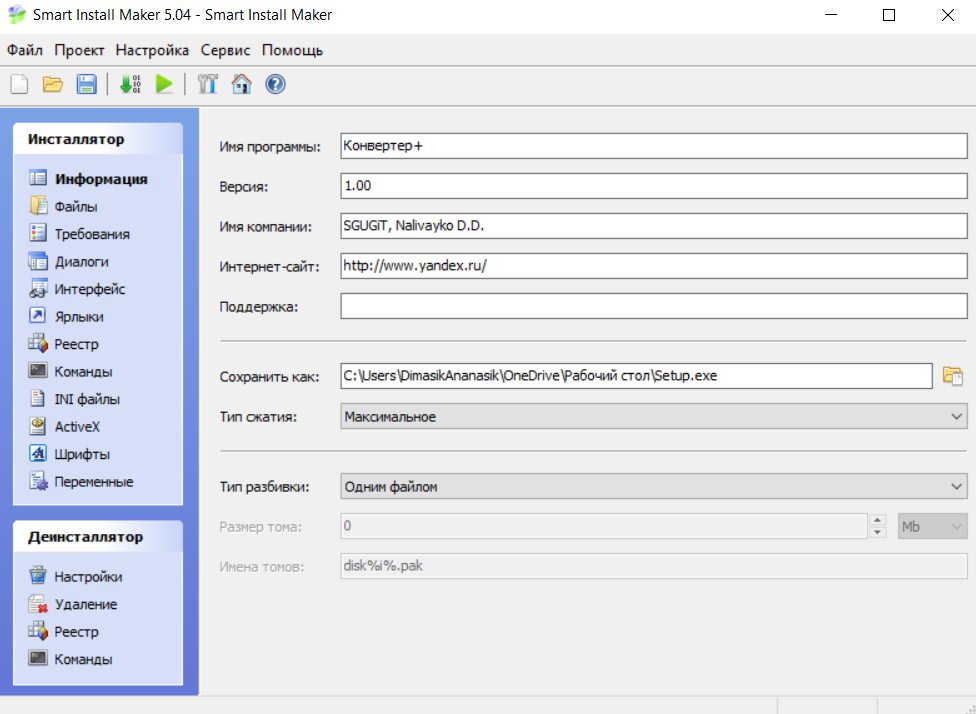 Smart Install Maker 5.04 - Smart Install Maker
Файл Проект Настройка Сервис Помощь
Инсталлятор
Информация
Файлы
Требования
Диалоги
Интерфейс
Ярлыки
Реестр
Команды
INI файлы
ActiveX
Шрифты
Переменные
Деинсталлятор
Настройки
Удаление
Реестр
Команды
Имя программы: Конвертер+
Версия: 1.00
Имя компании: SGUGiT, Nalivayko D.D.
Интернет-сайт: http://www.yandex.ru/
Поддержка:
Сохранить как: C:\Users\DimasikAnanasik\OneDrive\Рабочий стол\Setup.exe
Тип сжатия: Максимальное
Тип разбивки: Одним файлом
Размер тома: 0 Mb
Имена томов: disk%i%.pak